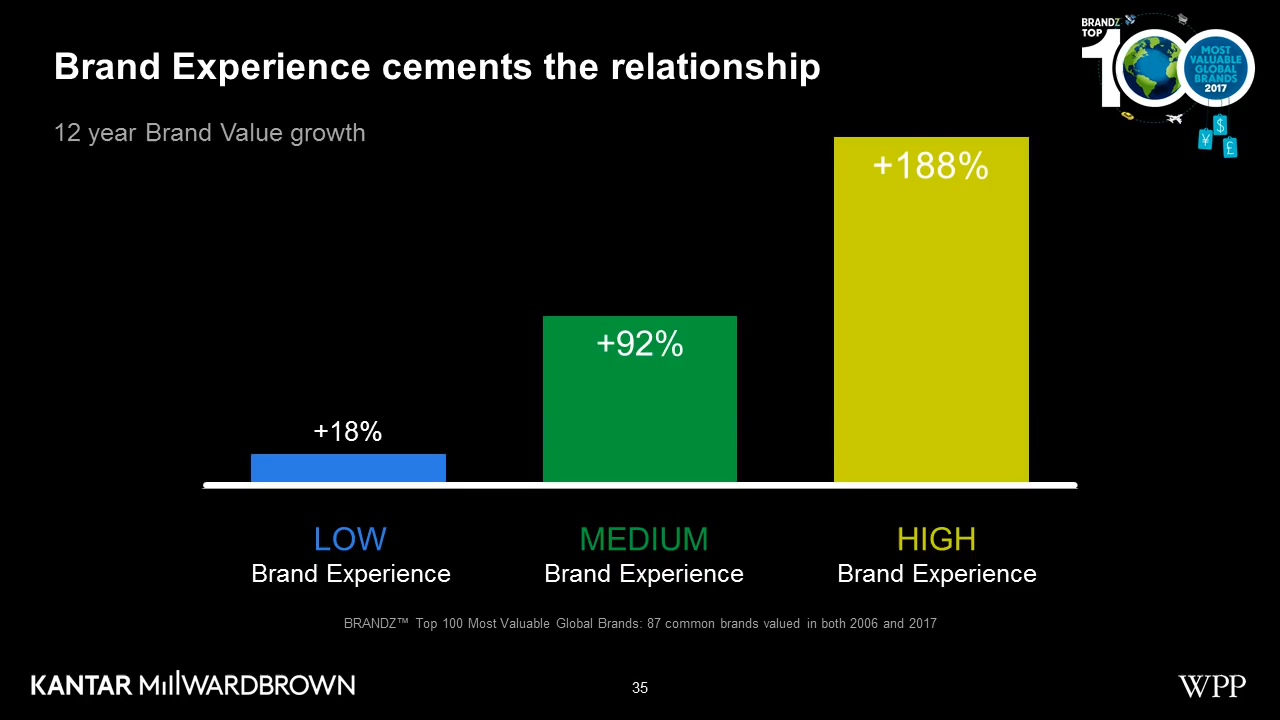 Brand Experience cements the relationship
BRANDZ
TOP
100
MOST
VALUABLE
GLOBAL
BRANDS
2017
$
¥
£
12 year Brand Value growth
+188%
+92%
+18%
LOW
Brand Experience
MEDIUM
Brand Experience
HIGH
Brand Experience
BRANDZ™ Top 100 Most Valuable Global Brands: 87 common brands valued in both 2006 and 2017
KANTAR MillWARDBROWN
35
WPP